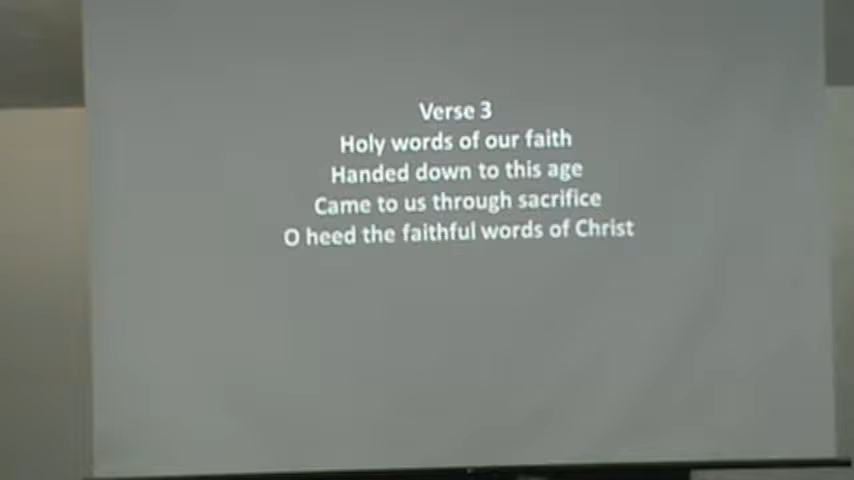 Verse 3
Holy words of our faith
Handed down to this age
Came to us through sacrifice
O heed the faithful words of Christ